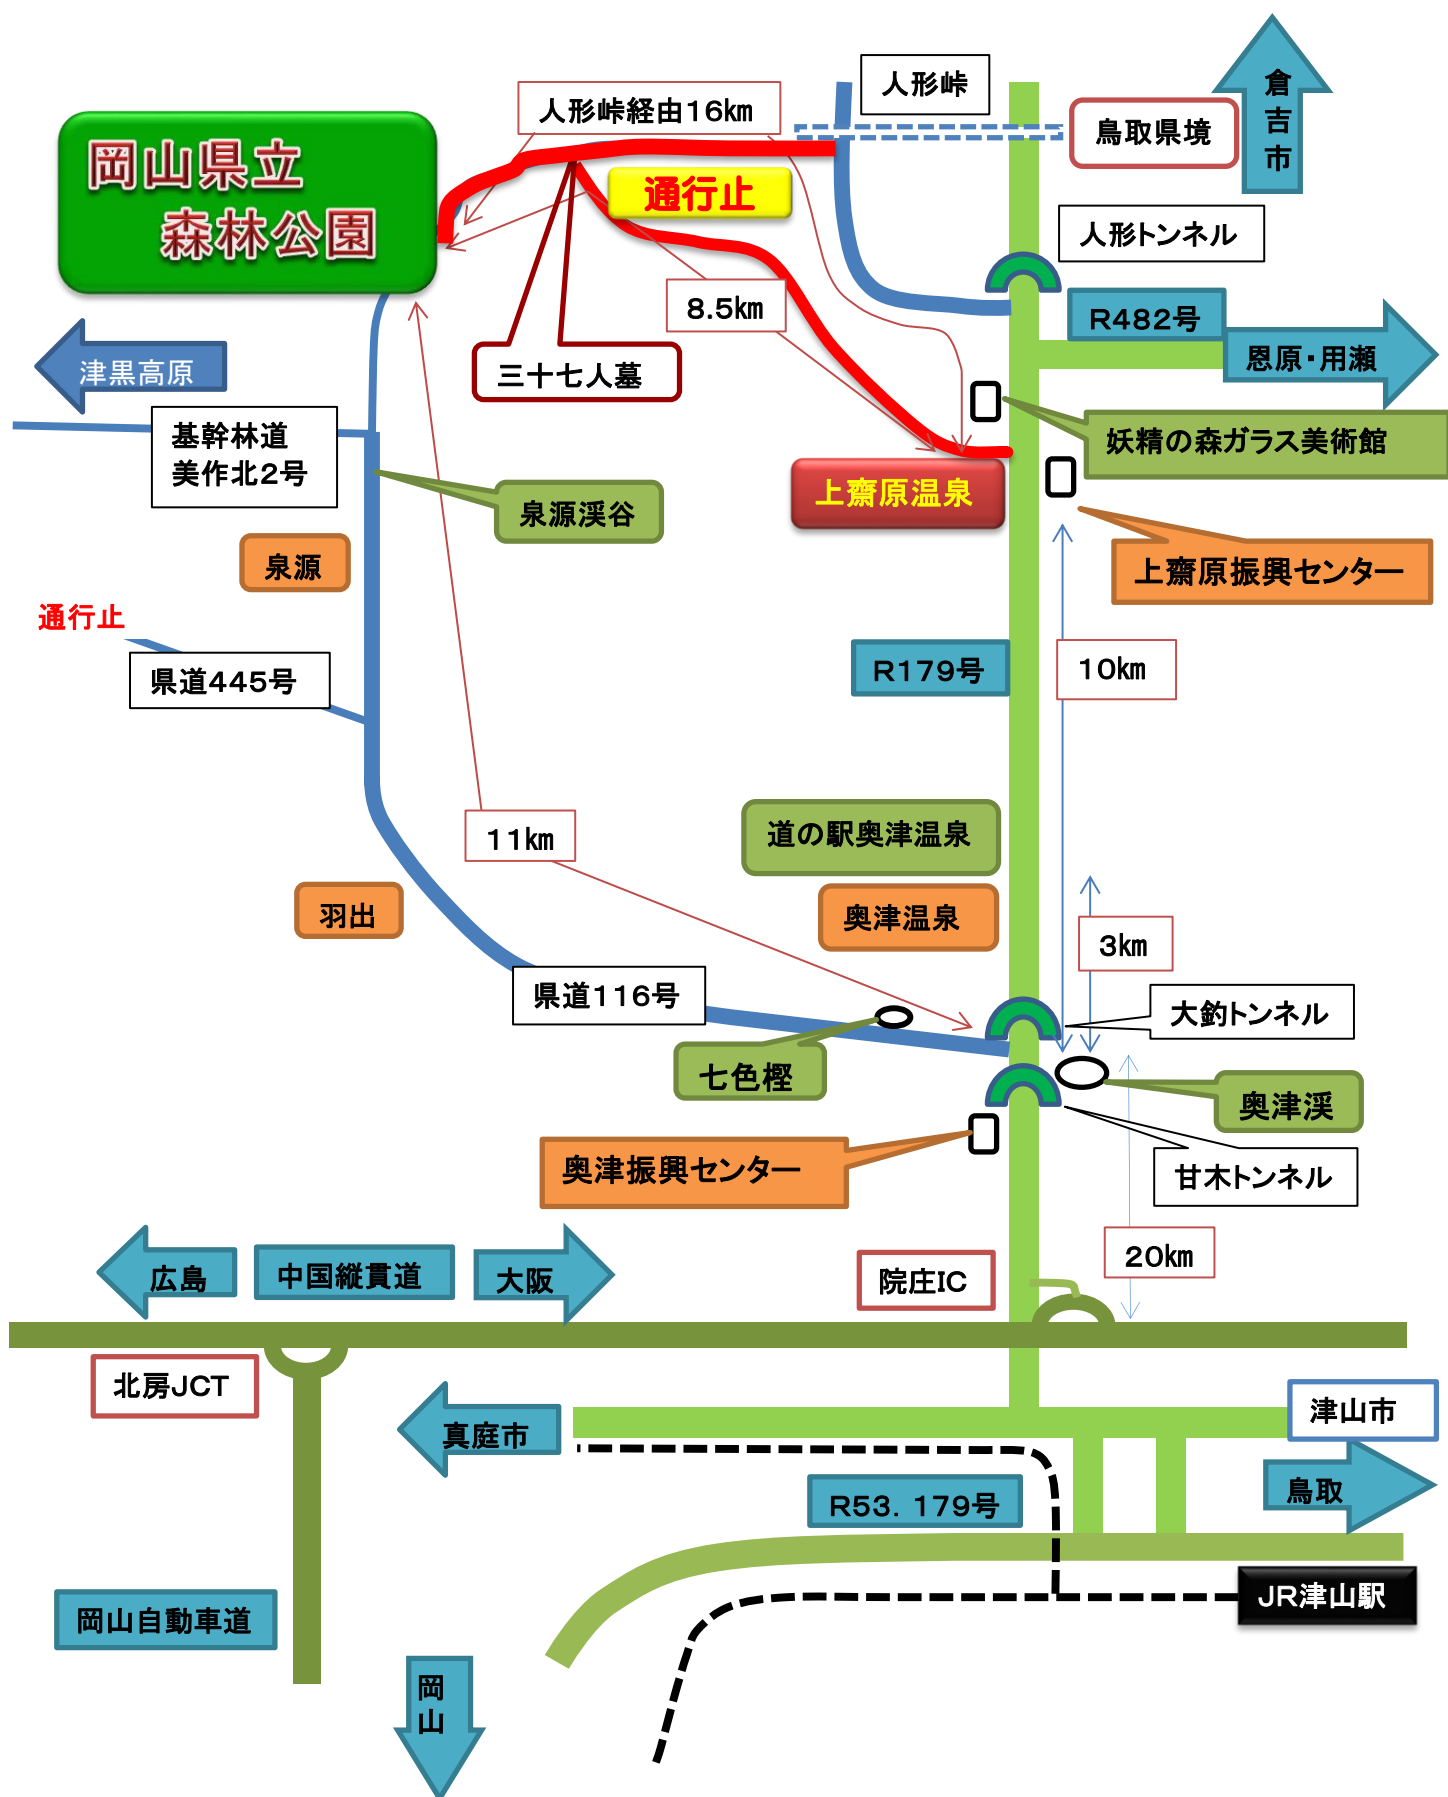 倉
吉
市
人形峠
人形峠経由16km
鳥取県境
岡山県立
森林公園
通行止
人形トンネル
8.5km
R482号
恩原・用瀬
津黒高原
三十七人墓
基幹林道
美作北2号
妖精の森ガラス美術館
上齋原温泉
泉源渓谷
泉源
上齋原振興センター
通行止
県道445号
R179号
10km
11km
道の駅奥津温泉
羽出
奥津温泉
3km
県道116号
大釣トンネル
七色樫
奥津渓
奥津振興センター
甘木トンネル
広島
中国縦貫道
大阪
院庄IC
20km
北房JCT
真庭市
津山市
R53．179号
鳥取
岡山自動車道
JR津山駅
岡
山